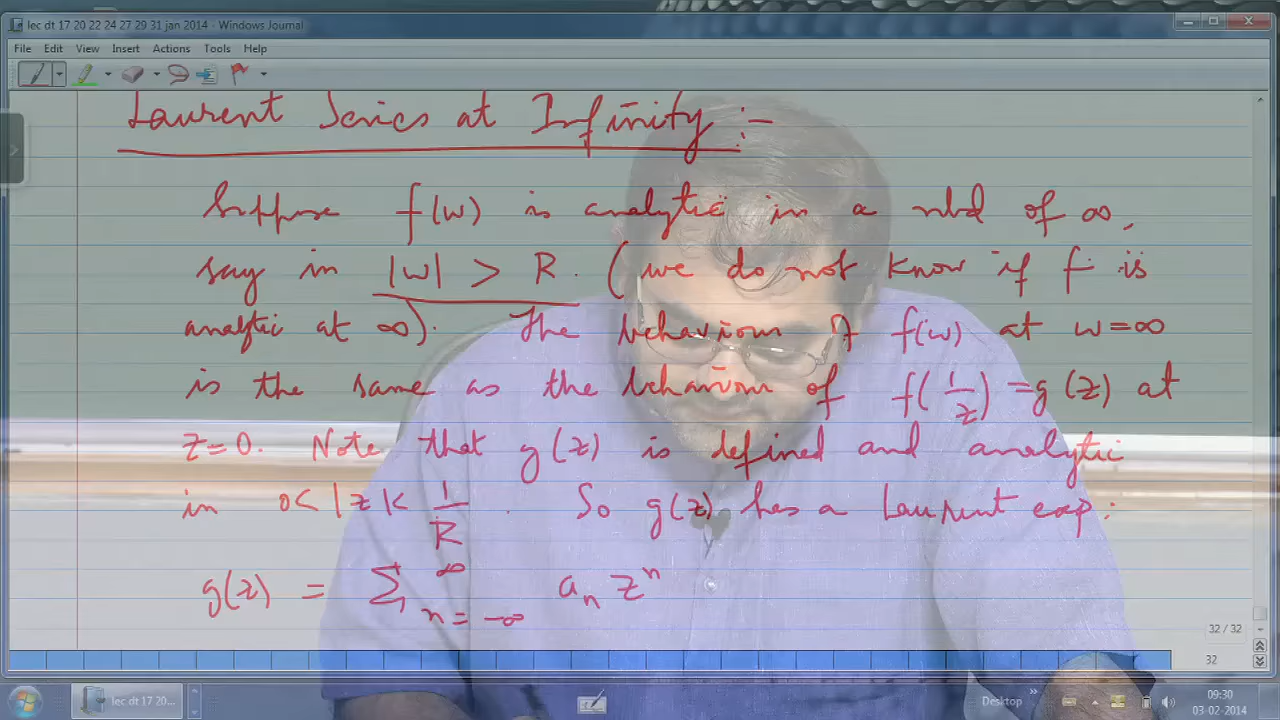 lec dt 17 20 22 24 27 29 31 jan 2014 - Windows Journal
File Edit View Insert Actions Tools Help
Laurent Series at Infinity :-
Suppose f(w) is analytic in a nbd of ∞,
say in |w| > R. (we do not know if f is
analytic at ∞). The behaviour of f(w) at w=∞
is the same as the behaviour of f(1/z) = g(z) at
z=0. Note that g(z) is defined and analytic
in 0< |z| < 1/R. So g(z) has a Laurent exp:
g(z) = ∑_{n=-∞}^{∞} a_n z^n
32 / 32
32
lec dt 17 20...
Desktop
09:30
03-02-2014